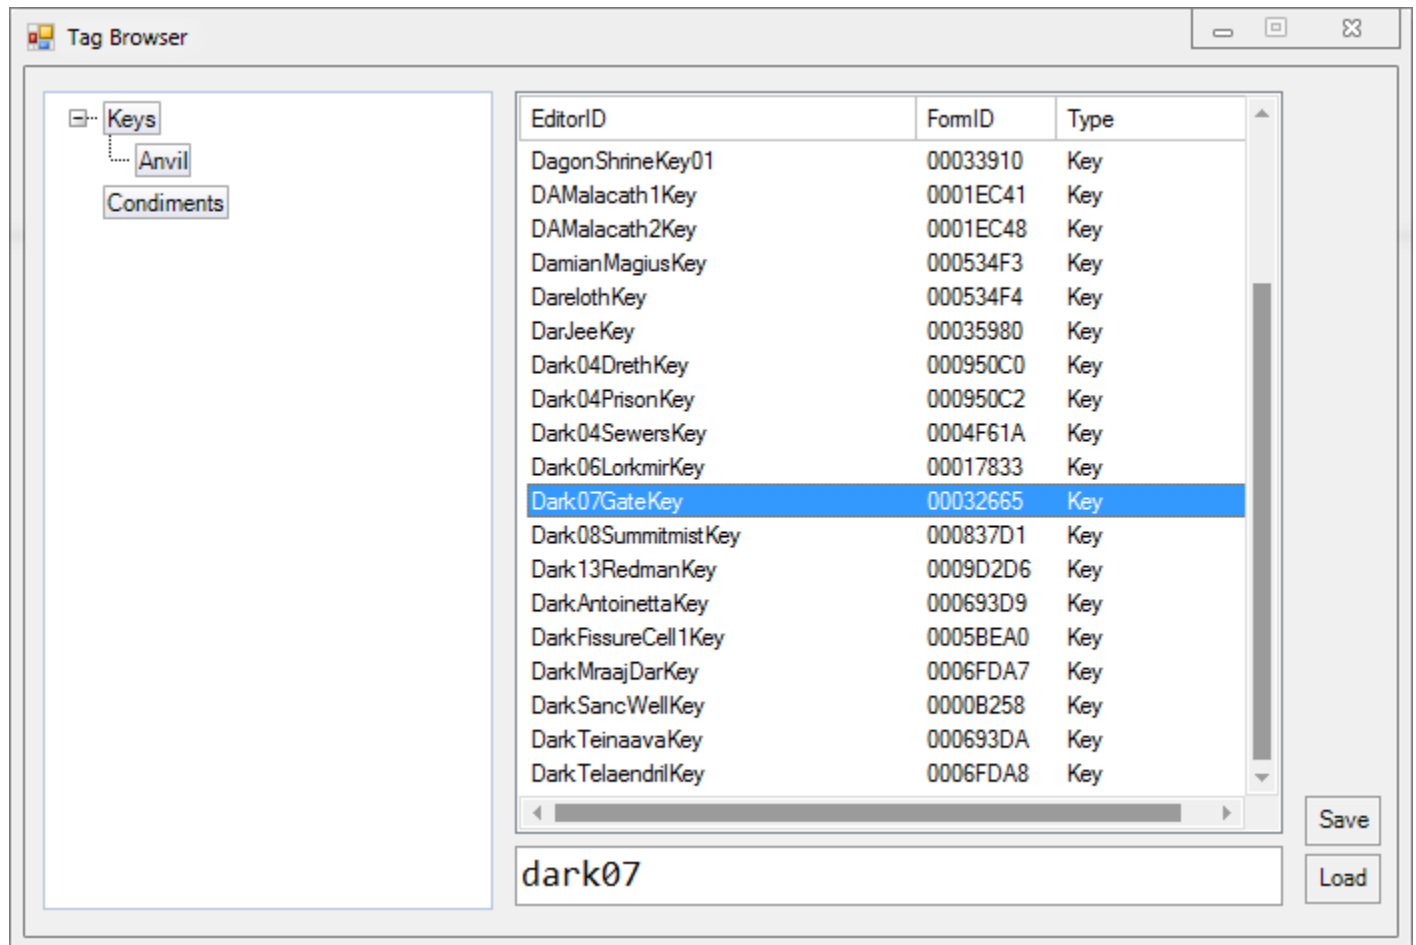 Tag Browser
Keys
Anvil
Condiments
EditorID FormID Type
DagonShrineKey01 00033910 Key
DAMalacath1Key 0001EC41 Key
DAMalacath2Key 0001EC48 Key
DamianMagiusKey 000534F3 Key
DarelothKey 000534F4 Key
DarJeeKey 00035980 Key
Dark04DrethKey 000950C0 Key
Dark04PrisonKey 000950C2 Key
Dark04SewersKey 0004F61A Key
Dark06LorkmirKey 00017833 Key
Dark07GateKey 00032665 Key
Dark08SummitmistKey 000837D1 Key
Dark13RedmanKey 0009D2D6 Key
DarkAntoinettaKey 000693D9 Key
DarkFissureCell1Key 0005BEA0 Key
DarkMraajDarKey 0006FDA7 Key
DarkSancWellKey 0000B258 Key
DarkTeinaavaKey 000693DA Key
DarkTelaendrilKey 0006FDA8 Key
dark07
Save
Load